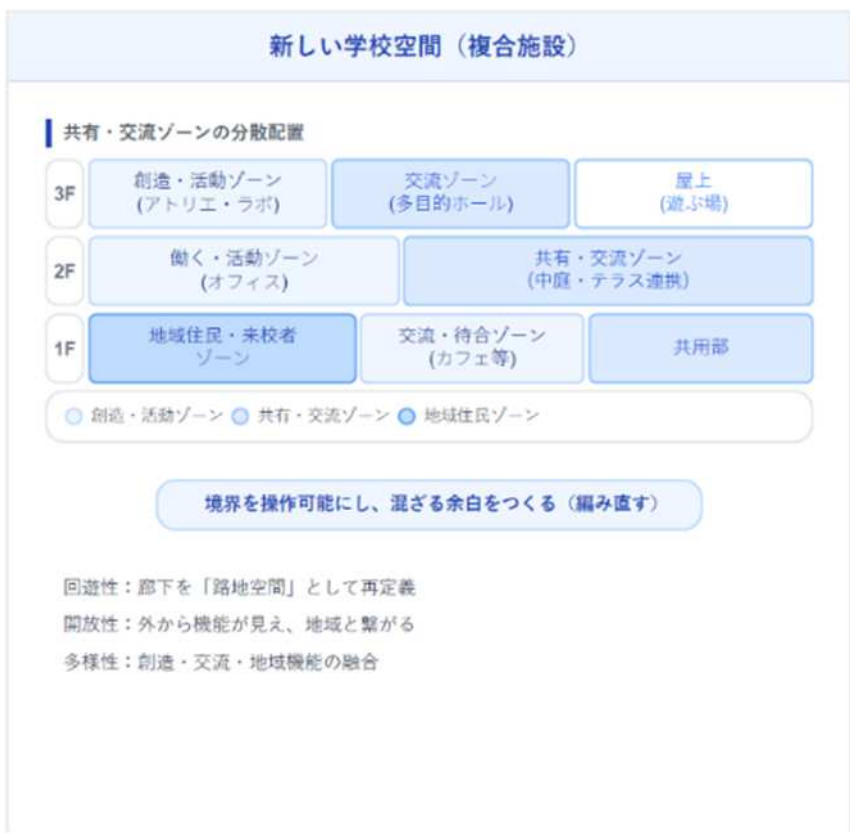 新しい学校空間（複合施設）
共有・交流ゾーンの分散配置
3F
創造・活動ゾーン
(アトリエ・ラボ)
交流ゾーン
(多目的ホール)
屋上
(遊ぶ場)
2F
働く・活動ゾーン
(オフィス)
共有・交流ゾーン
(中庭・テラス連携)
1F
地域住民・来校者
ゾーン
交流・待合ゾーン
(カフェ等)
共用部
創造・活動ゾーン 共有・交流ゾーン 地域住民ゾーン
境界を操作可能にし、混ざる余白をつくる（編み直す）
回遊性：廊下を「路地空間」として再定義
開放性：外から機能が見え、地域と繋がる
多様性：創造・交流・地域機能の融合